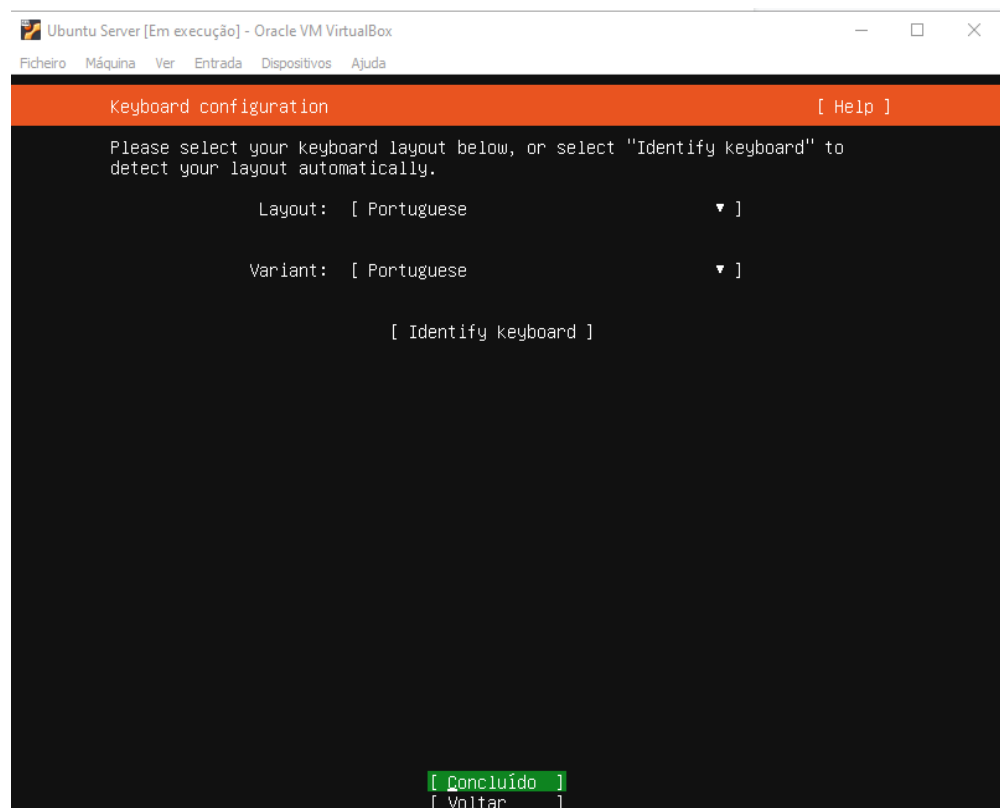 Ubuntu Server [Em execução] - Oracle VM VirtualBox
Ficheiro Máquina Ver Entrada Dispositivos Ajuda
Keyboard configuration [ Help ]
Please select your keyboard layout below, or select "Identify keyboard" to
detect your layout automatically.
Layout: [ Portuguese ▾ ]
Variant: [ Portuguese ▾ ]
[ Identify keyboard ]
[ Concluído ]
[ Voltar ]